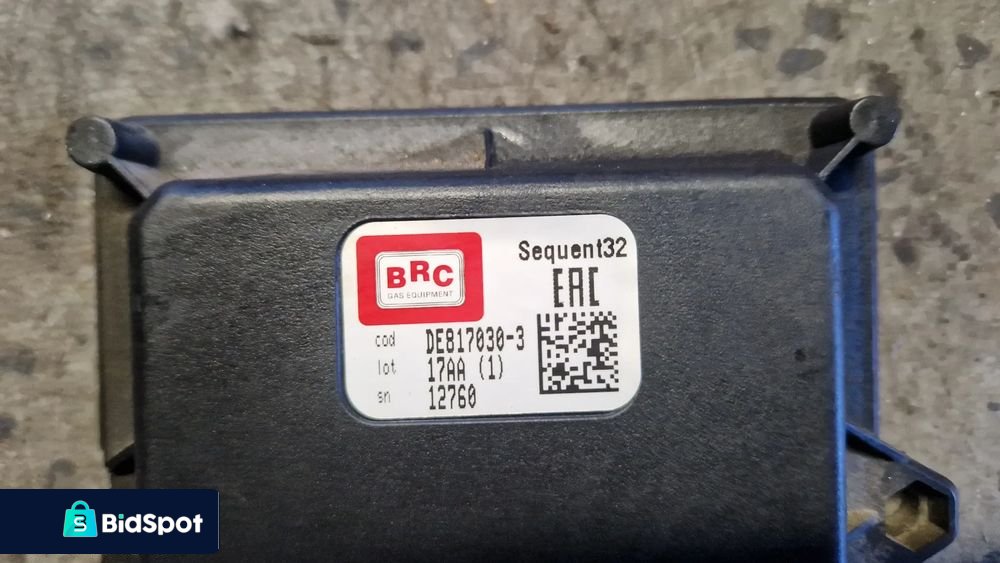 BRC
GAS EQUIPMENT
Sequent32
EAC
cod DE817030-3
lot 17AA (1)
sn 12760
BidSpot